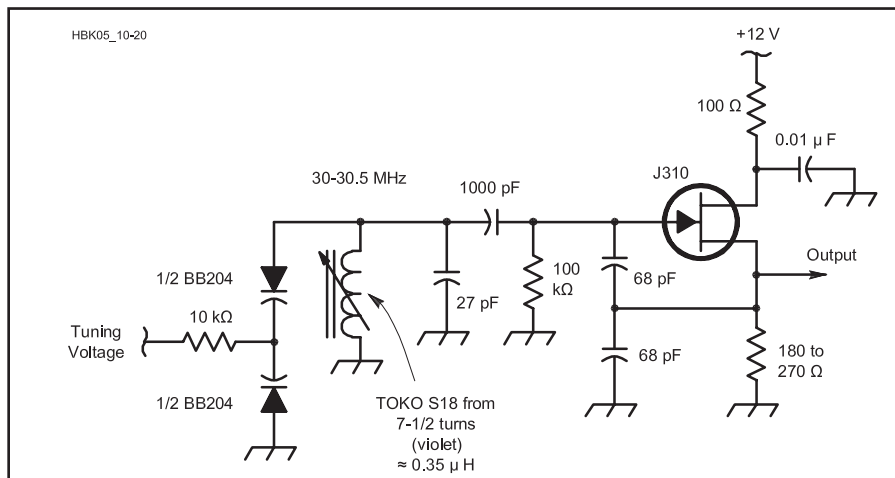 HBK05_10-20
+12 V
100 Ω
0.01 µ F
30-30.5 MHz
1000 pF
J310
Output
1/2 BB204
10 kΩ
Tuning
Voltage
27 pF
100
kΩ
68 pF
68 pF
180 to
270 Ω
1/2 BB204
TOKO S18 from
7-1/2 turns
(violet)
≈ 0.35 µ H